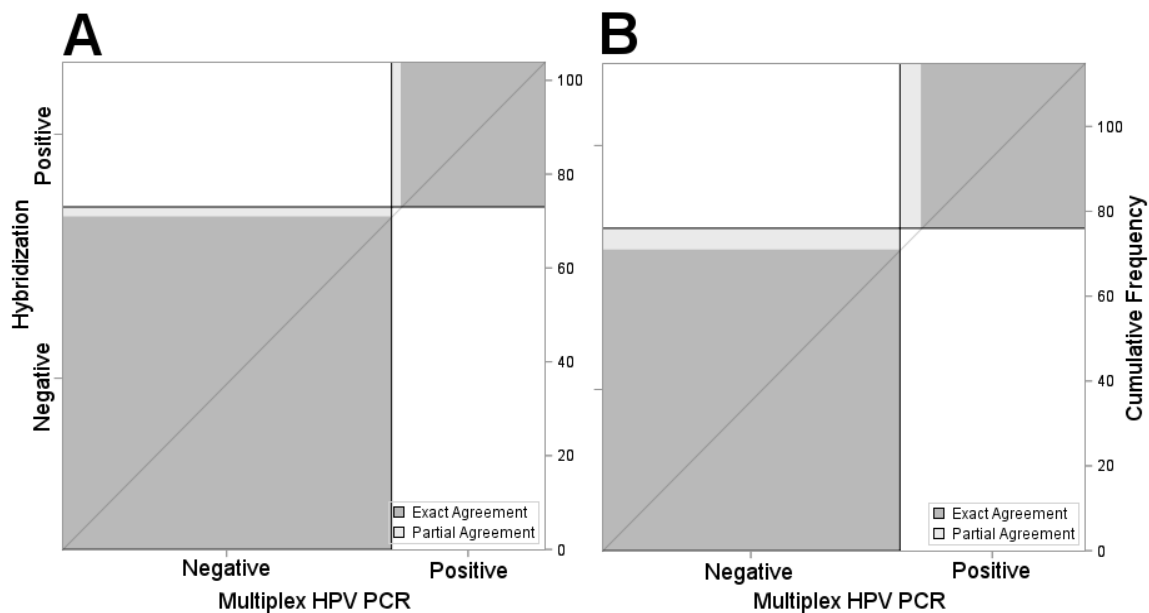 A
B
Positive
Hybridization
Negative
100
80
60
40
20
0
Exact Agreement
Partial Agreement
Negative
Positive
Multiplex HPV PCR
100
80
60
40
20
0
Cumulative Frequency
Exact Agreement
Partial Agreement
Negative
Positive
Multiplex HPV PCR